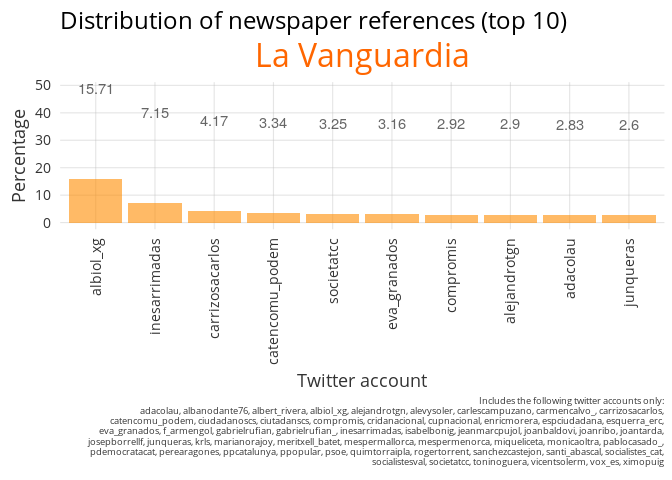 Distribution of newspaper references (top 10)
La Vanguardia
Percentage
50
40
30
20
10
0
15.71
7.15
4.17
3.34
3.25
3.16
2.92
2.9
2.83
2.6
albiol_xg
inesarrimadas
carrizosacarlos
catencomu_podem
societatcc
eva_granados
compromis
alejandrotgn
adacolau
junqueras
Twitter account
Includes the following twitter accounts only:
adacolau, albanodante76, albert_rivera, albiol_xg, alejandrotgn, alevysoler, carlescampuzano, carmencalvo_, carrizosacarlos,
catencomu_podem, ciudadanoscs, ciutadanscs, compromis, cridanacional, cupnacional, enricmorera, espciudadana, esquerra_erc,
eva_granados, f_armengol, gabrielrufian, gabrielrufian_, inesarrimadas, isabelbonig, jeanmarcpujol, joanbaldovi, joanribo, joantarda,
josepborrellf, junqueras, krls, marianorajoy, meritxell_batet, mespermallorca, mespermenorca, miqueliceta, monicaoltra, pablocasado_,
pdemocratacat, perearagones, ppcatalunya, ppopular, psoe, quimtorraipla, rogertorrent, sanchezcastejon, santi_abascal, socialistes_cat,
socialistesval, societatcc, toninoguera, vicentsolerm, vox_es, ximopuig